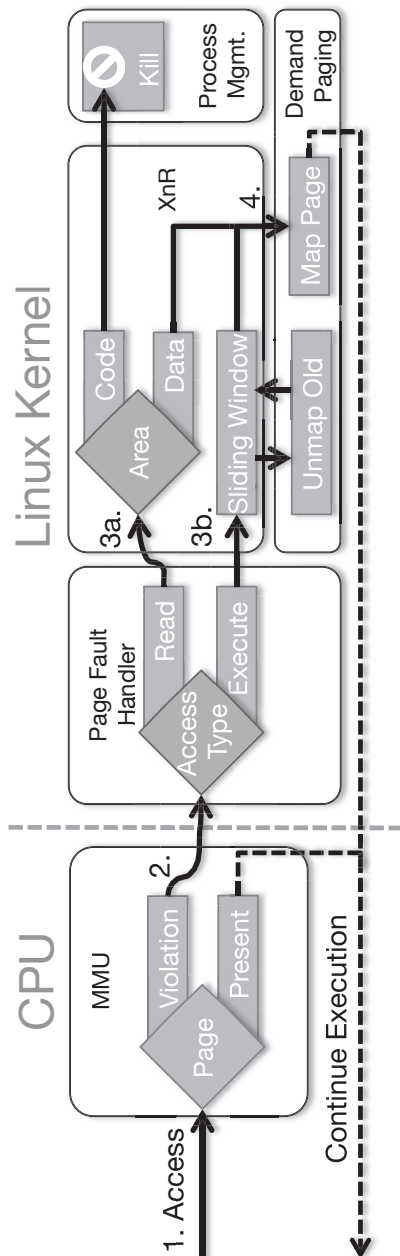 CPU
Linux Kernel
MMU
1. Access
Page
Violation
Present
2.
Continue Execution
Page Fault
Handler
Access
Type
Read
Execute
3a.
3b.
Area
Code
Data
Sliding Window
XnR
4.
Unmap Old
Map Page
Demand
Paging
Kill
Process
Mgmt.